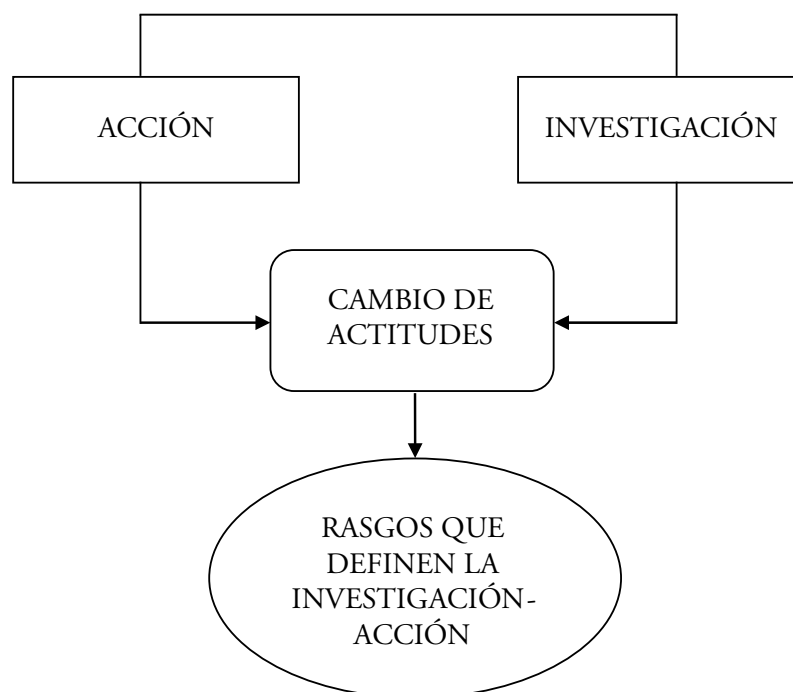 ACCIÓN
INVESTIGACIÓN
CAMBIO DE
ACTITUDES
RASGOS QUE
DEFINEN LA
INVESTIGACIÓN-
ACCIÓN